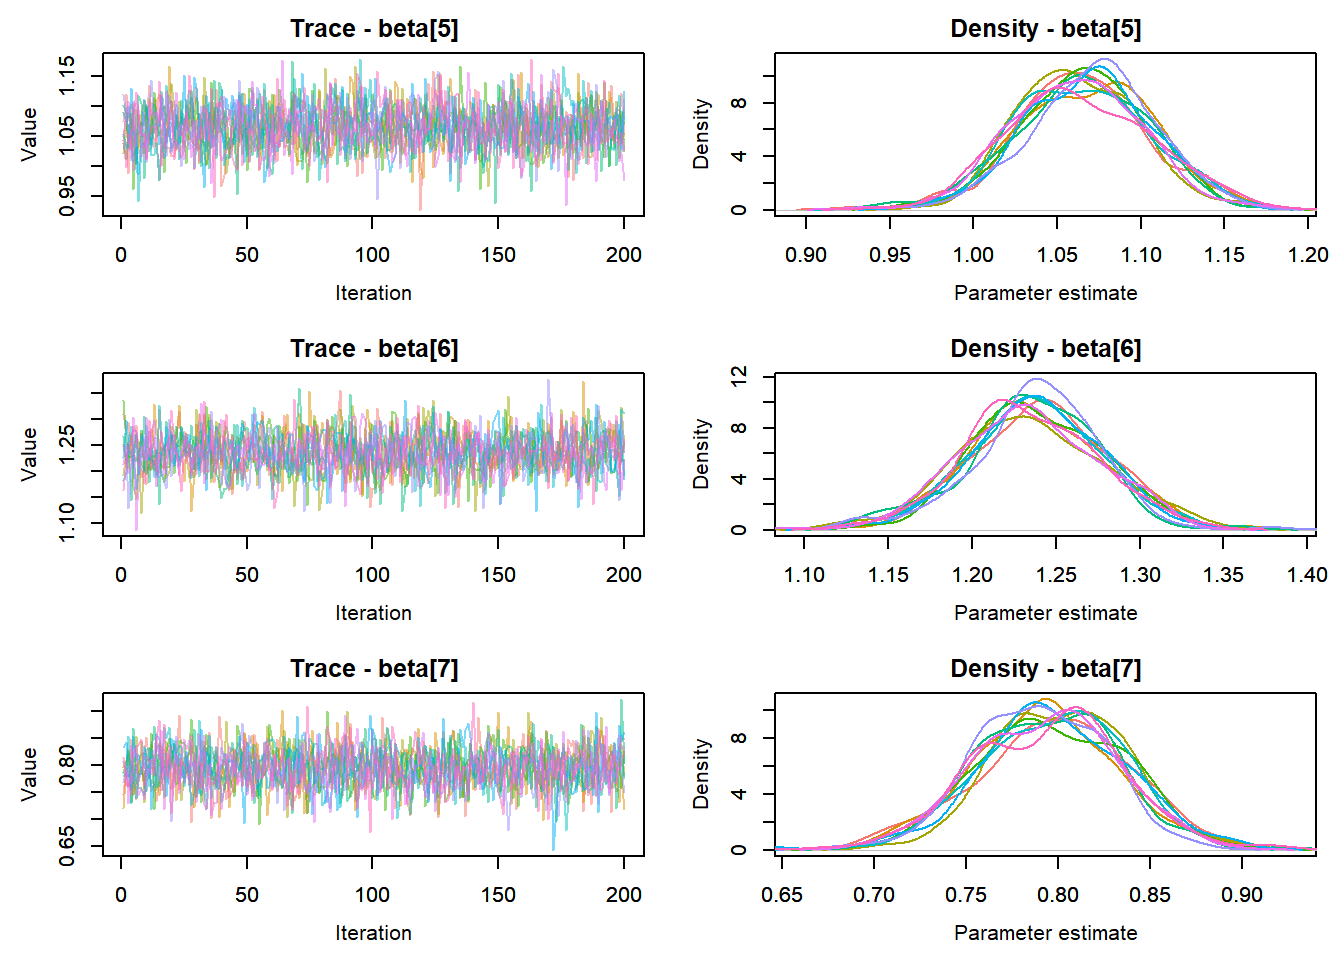 Trace - beta[5]
Value
0.95 1.05 1.15
0 50 100 150 200
Iteration
Density - beta[5]
Density
0 4 8
0.90 0.95 1.00 1.05 1.10 1.15 1.20
Parameter estimate
Trace - beta[6]
Value
1.10 1.25
0 50 100 150 200
Iteration
Density - beta[6]
Density
0 4 8 12
1.10 1.15 1.20 1.25 1.30 1.35 1.40
Parameter estimate
Trace - beta[7]
Value
0.65 0.80
0 50 100 150 200
Iteration
Density - beta[7]
Density
0 4 8
0.65 0.70 0.75 0.80 0.85 0.90
Parameter estimate